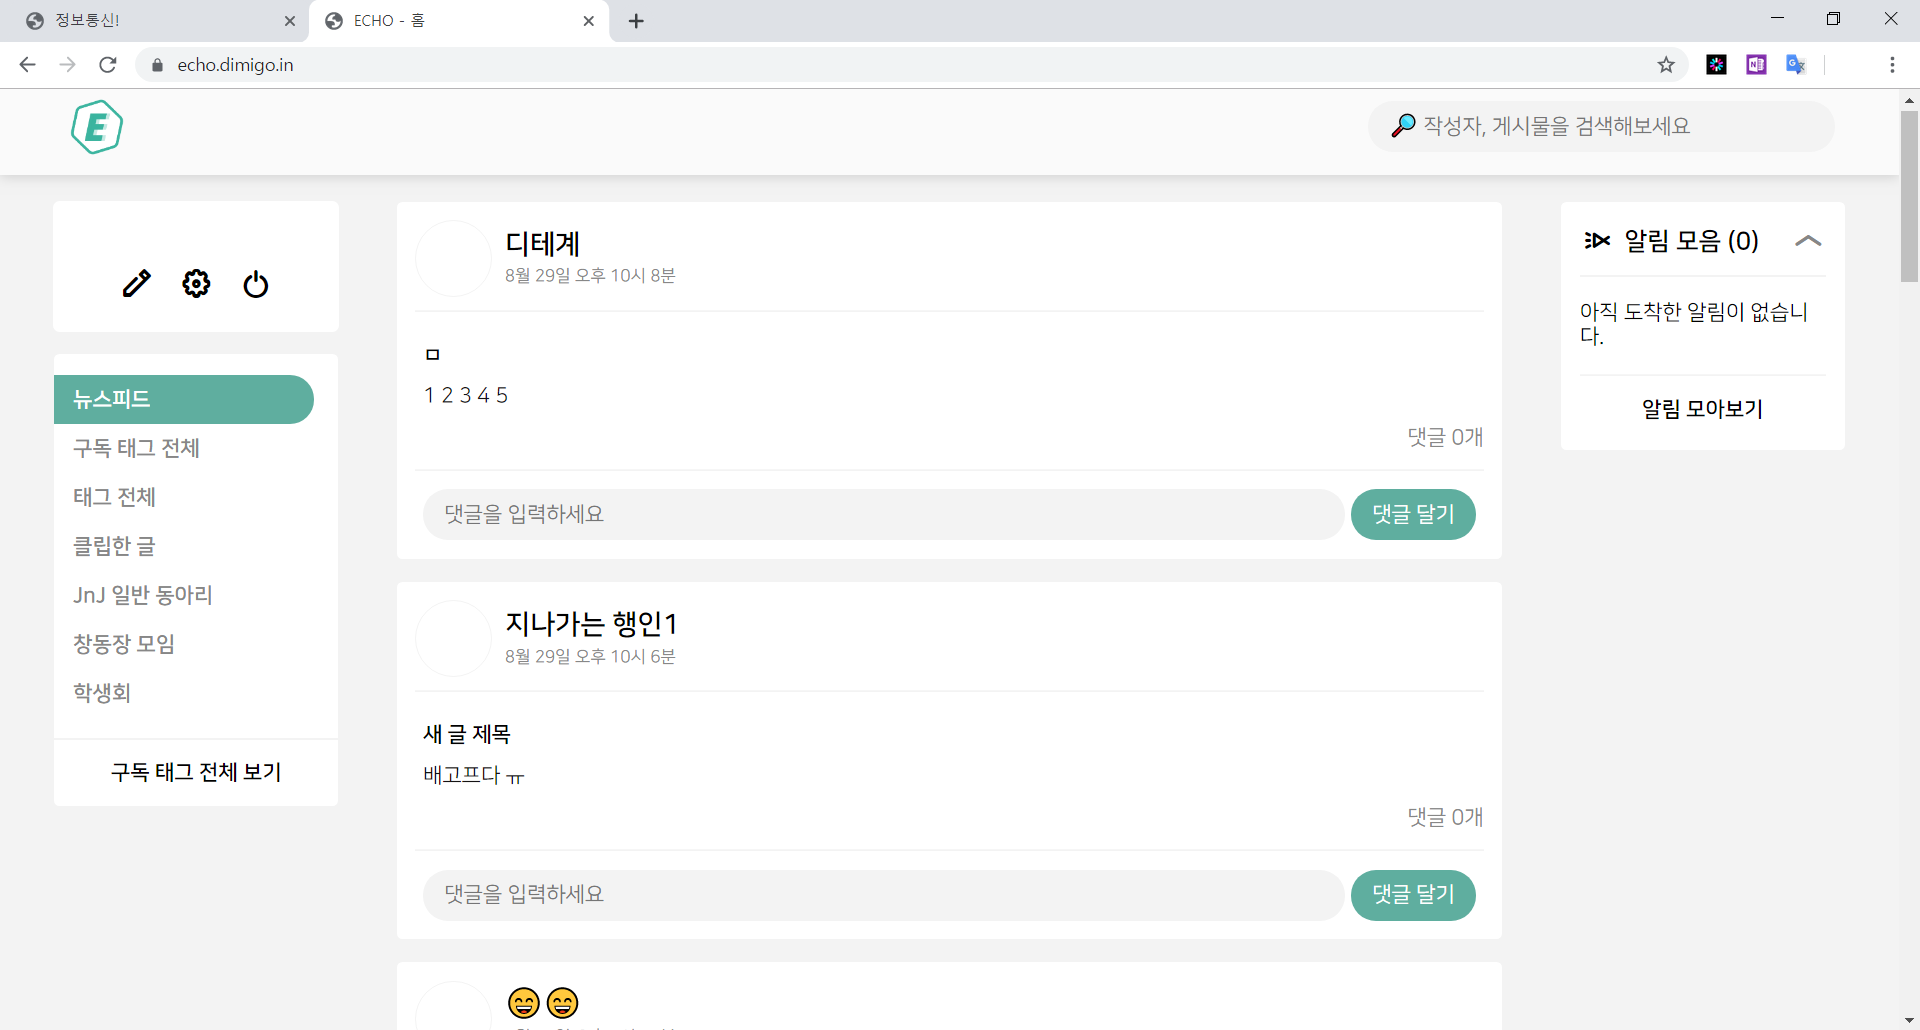 정보통신!
ECHO - 홈
echo.dimigo.in
E
작성자, 게시물을 검색해보세요
뉴스피드
구독 태그 전체
태그 전체
클립한 글
JnJ 일반 동아리
창동장 모임
학생회
구독 태그 전체 보기
디테계
8월 29일 오후 10시 8분
ㅁ
1 2 3 4 5
댓글 0개
댓글을 입력하세요
댓글 달기
지나가는 행인1
8월 29일 오후 10시 6분
새 글 제목
배고프다 ㅠ
댓글 0개
댓글을 입력하세요
댓글 달기
😄😄
알림 모음 (0)
아직 도착한 알림이 없습니
다.
알림 모아보기